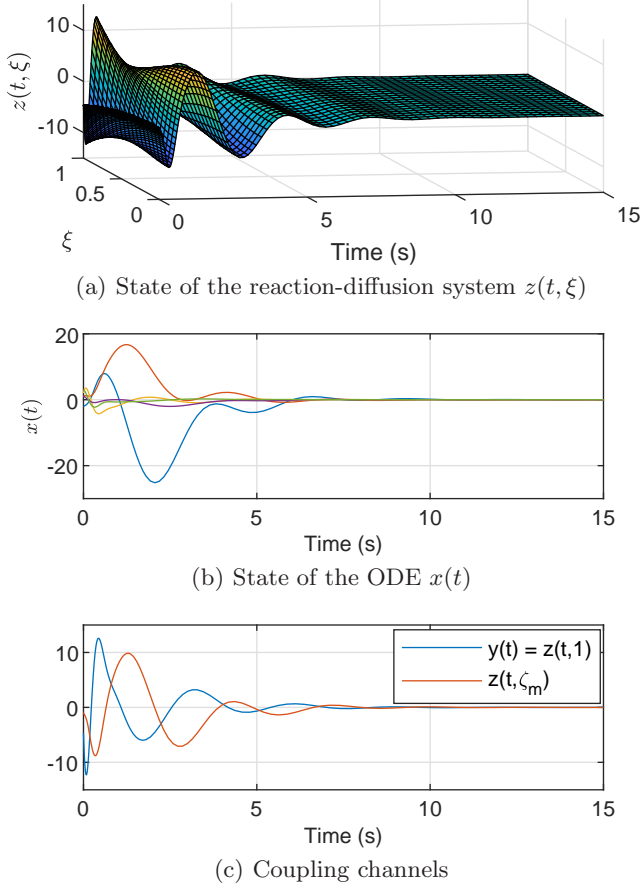 10
0
-10
z(t, ξ)
1
0.5
0
ξ
0
5
10
15
Time (s)
(a) State of the reaction-diffusion system z(t, ξ)
20
0
-20
x(t)
0
5
10
15
Time (s)
(b) State of the ODE x(t)
10
0
-10
y(t) = z(t,1)
z(t,ζ_m)
0
5
10
15
Time (s)
(c) Coupling channels